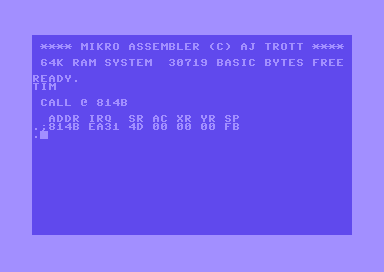 **** MIKRO ASSEMBLER (C) AJ TROTT ****
64K RAM SYSTEM  30719 BASIC BYTES FREE
READY.
TIM
CALL @ 814B
ADDR IRQ  SR AC XR YR SP
.;814B EA31 4D 00 00 00 FB
.